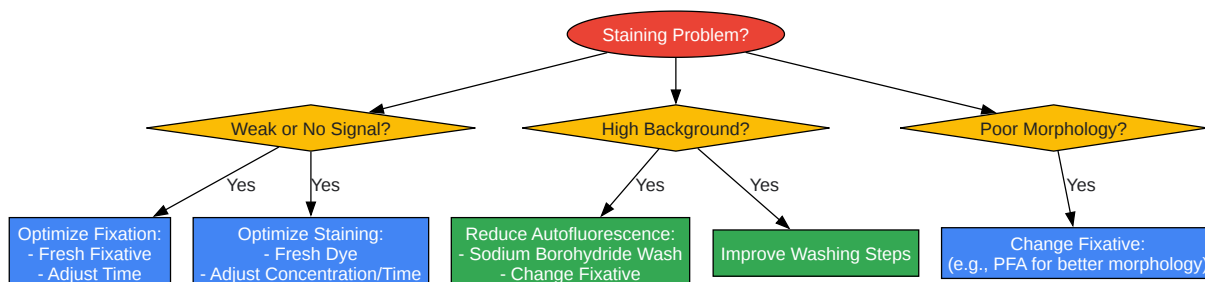 Staining Problem?
Weak or No Signal?
High Background?
Poor Morphology?
Yes
Yes
Yes
Yes
Yes
Optimize Fixation:
- Fresh Fixative
- Adjust Time
Optimize Staining:
- Fresh Dye
- Adjust Concentration/Time
Reduce Autofluorescence:
- Sodium Borohydride Wash
- Change Fixative
Improve Washing Steps
Change Fixative:
(e.g., PFA for better morphology)